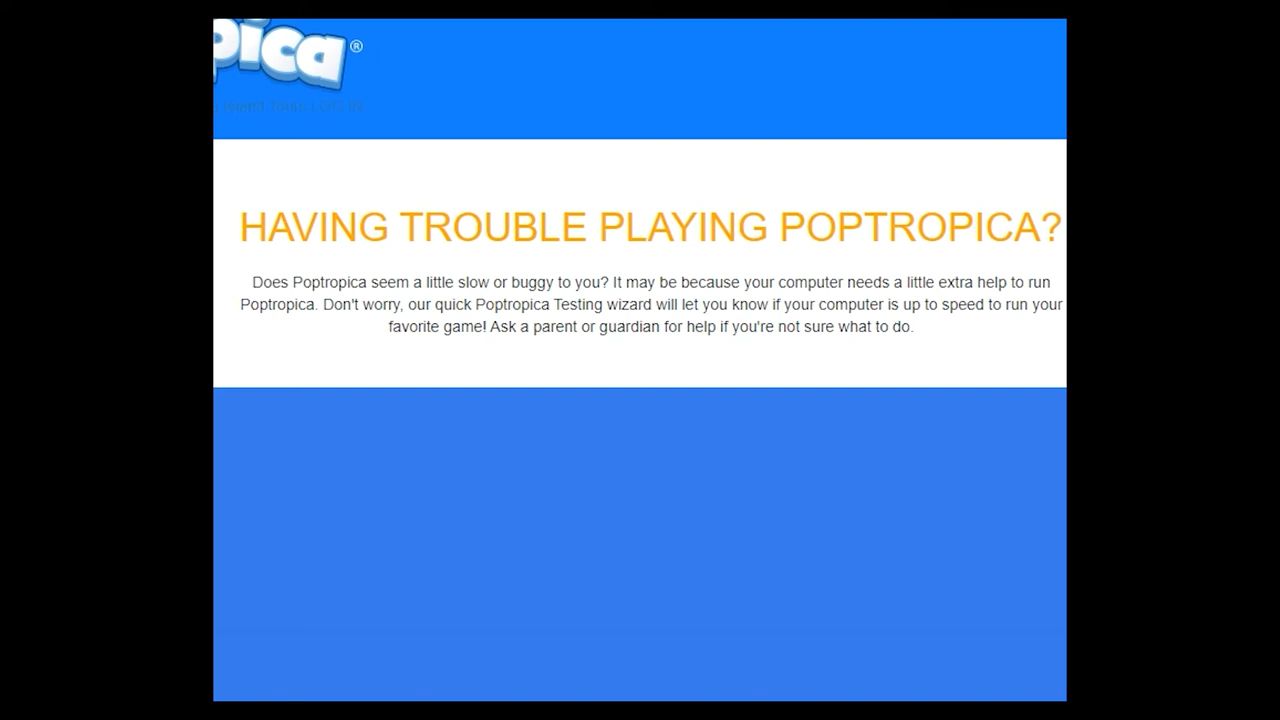 pica®
HAVING TROUBLE PLAYING POPTROPICA?
Does Poptropica seem a little slow or buggy to you? It may be because your computer needs a little extra help to run
Poptropica. Don't worry, our quick Poptropica Testing wizard will let you know if your computer is up to speed to run your
favorite game! Ask a parent or guardian for help if you're not sure what to do.